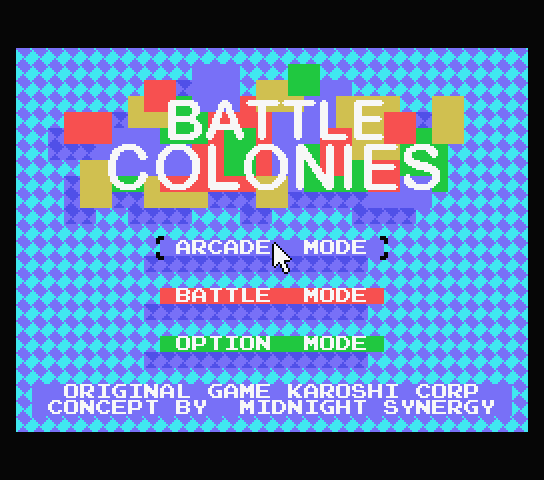 BATTLE
COLONIES
ARCADE MODE
BATTLE MODE
OPTION MODE
ORIGINAL GAME KAROSHI CORP
CONCEPT BY MIDNIGHT SYNERGY